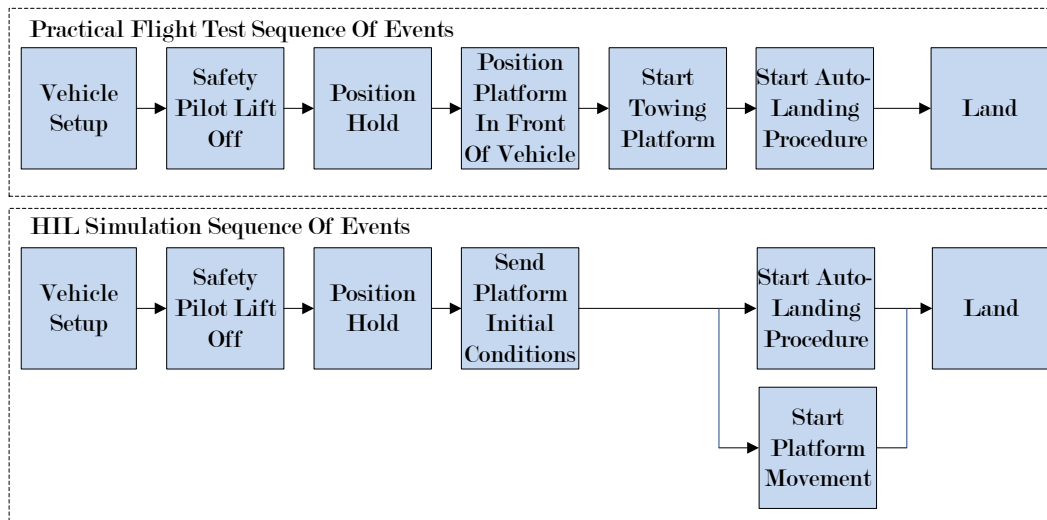 Practical Flight Test Sequence Of Events
Vehicle
Setup
Safety
Pilot Lift
Off
Position
Hold
Position
Platform
In Front
Of Vehicle
Start
Towing
Platform
Start Auto-
Landing
Procedure
Land
HIL Simulation Sequence Of Events
Vehicle
Setup
Safety
Pilot Lift
Off
Position
Hold
Send
Platform
Initial
Conditions
Start Auto-
Landing
Procedure
Land
Start
Platform
Movement